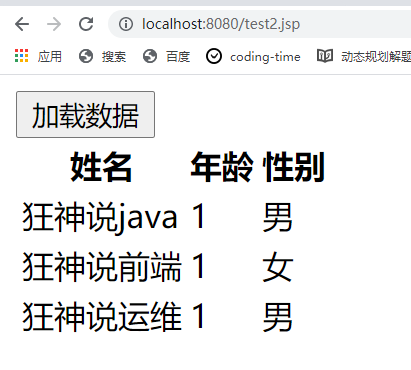 localhost:8080/test2.jsp
应用 搜索 百度 coding-time 动态规划解题
加载数据
姓名 年龄 性别
狂神说java 1 男
狂神说前端 1 女
狂神说运维 1 男